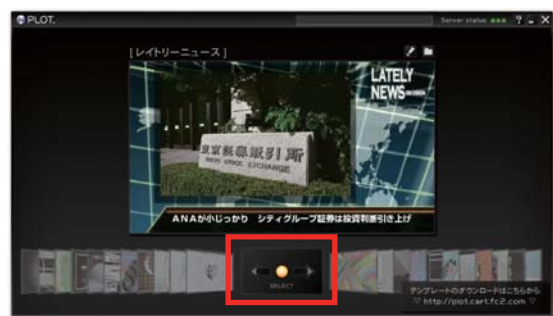 PLOT.
Server status
?
[レイトリーニュース]
LATELY
NEWS
東京証券取引所
TOKYO STOCK EXCHANGE
ANAが小じっかり シティグループ証券は投資判断引き上げ
SELECT
テンプレートのダウンロードはこちらから
▽ http://plot.cart.fc2.com ▽